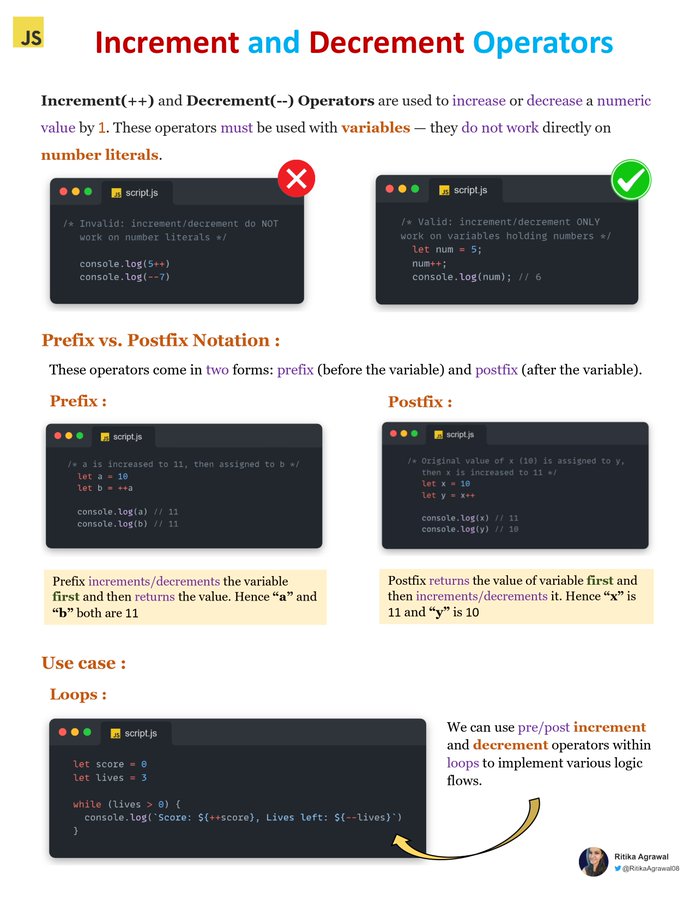 JS
Increment and Decrement Operators
Increment(++) and Decrement(--) Operators are used to increase or decrease a numeric
value by 1. These operators must be used with variables — they do not work directly on
number literals.
JS script.js
/* Invalid: increment/decrement do NOT
work on number literals */
console.log(5++)
console.log(--7)
JS script.js
/* Valid: increment/decrement ONLY
work on variables holding numbers */
let num = 5;
num++;
console.log(num); // 6
Prefix vs. Postfix Notation :
These operators come in two forms: prefix (before the variable) and postfix (after the variable).
Prefix :
JS script.js
/* a is increased to 11, then assigned to b */
let a = 10
let b = ++a
console.log(a) // 11
console.log(b) // 11
Prefix increments/decrements the variable
first and then returns the value. Hence “a” and
“b” both are 11
Postfix :
JS script.js
/* Original value of x (10) is assigned to y,
then x is increased to 11 */
let x = 10
let y = x++
console.log(x) // 11
console.log(y) // 10
Postfix returns the value of variable first and
then increments/decrements it. Hence “x” is
11 and “y” is 10
Use case :
Loops :
JS script.js
let score = 0
let lives = 3
while (lives > 0) {
console.log(`Score: ${++score}, Lives left: ${--lives}`)
}
We can use pre/post increment
and decrement operators within
loops to implement various logic
flows.
Ritika Agrawal
@RitikaAgrawal08